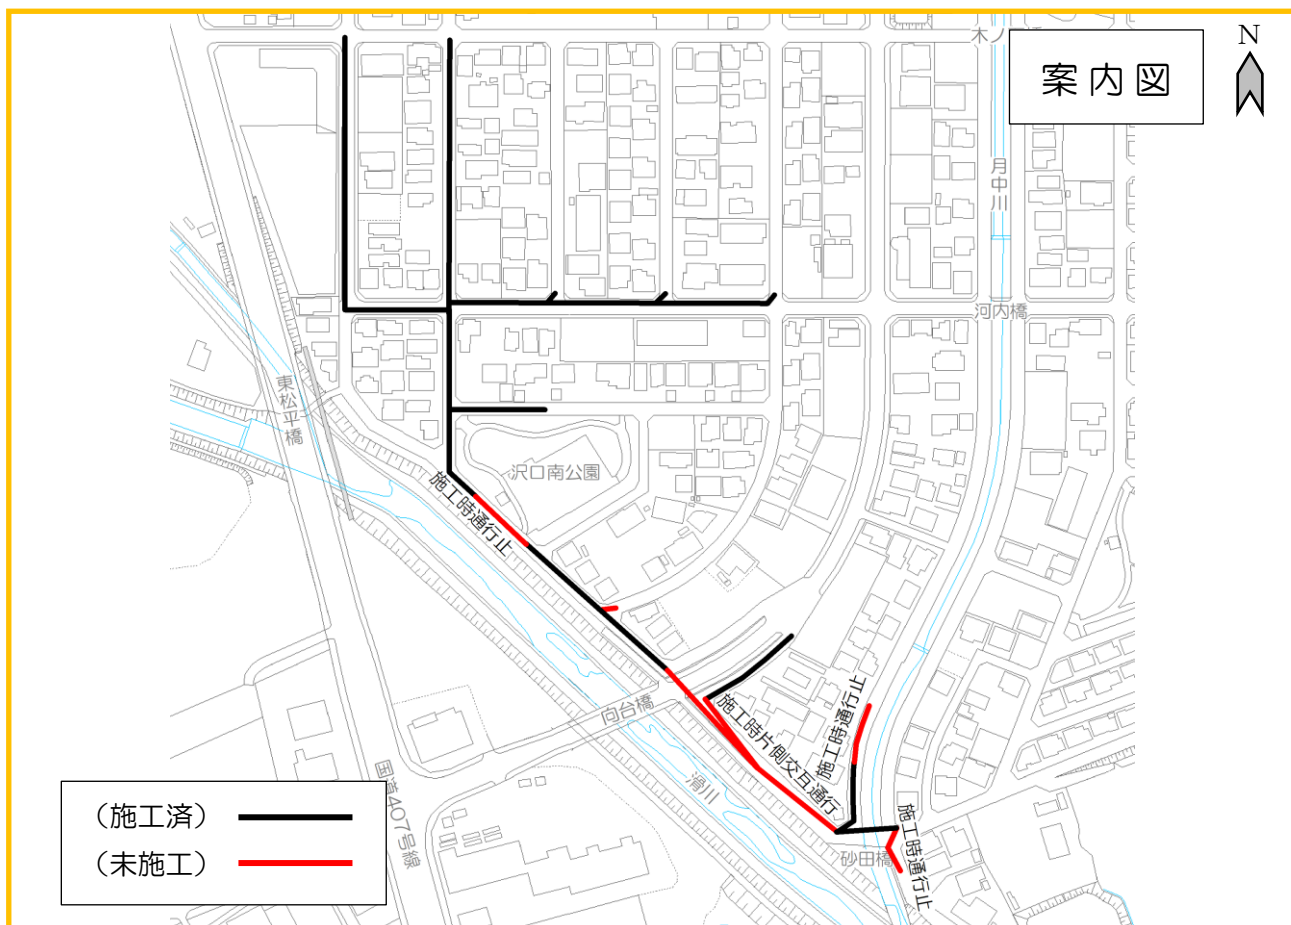 案内図
N
木ノ
月中川
河内橋
東松平橋
沢口南公園
施工時通行止
向台橋
施工時片側交互通行
施工時通行止
滑川
国道407号線
砂田橋
施工時通行止
（施工済）
（未施工）